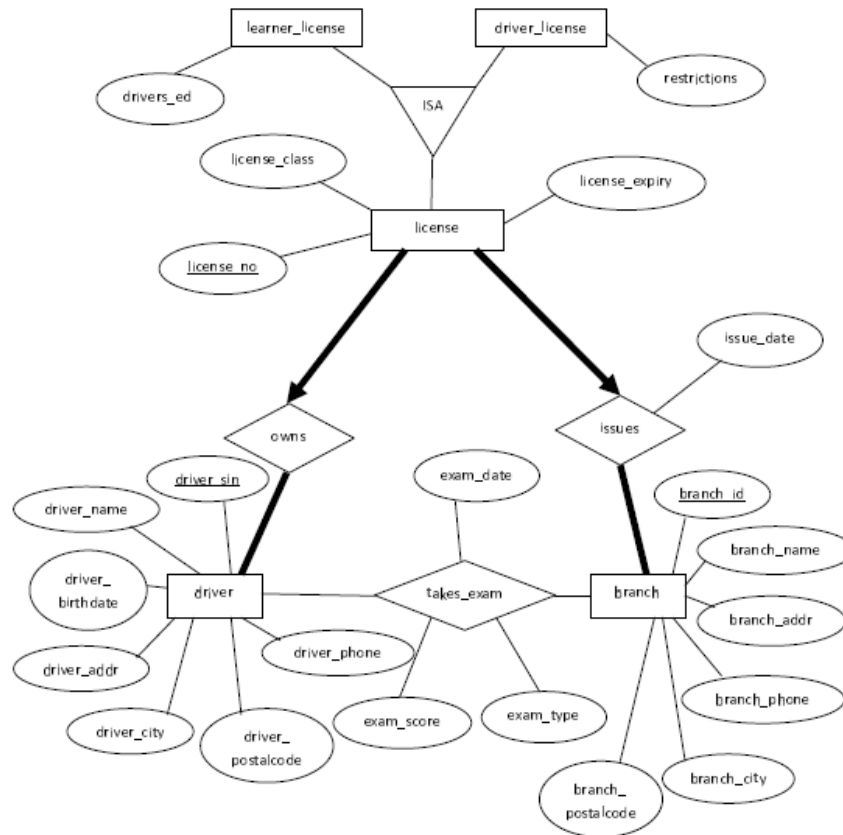 learner_license
driver_license
drivers_ed
restrictions
ISA
license_class
license_expiry
license
license_no
issue_date
owns
issues
driver_sin
exam_date
branch_id
driver_name
branch_name
driver_
birthdate
driver
takes_exam
branch
branch_addr
driver_addr
driver_phone
branch_phone
driver_city
driver_
postalcode
exam_score
exam_type
branch_
postalcode
branch_city